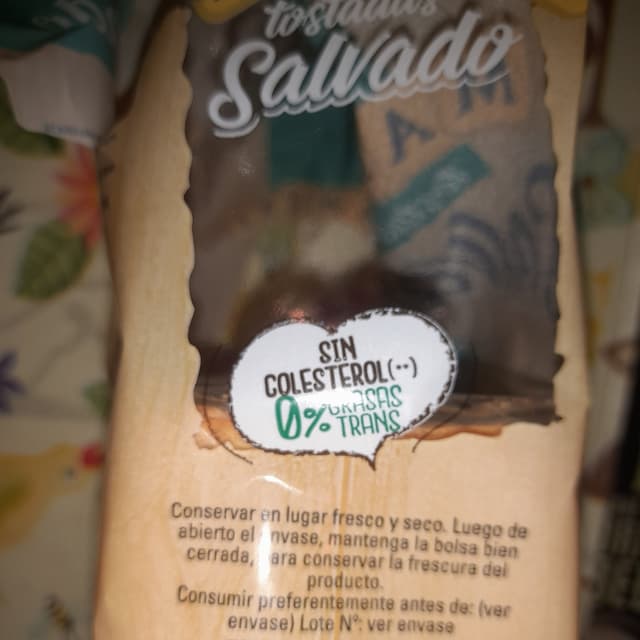 tostadas
Salvado
A M
SIN
COLESTEROL(··)
0% GRASAS
TRANS
Conservar en lugar fresco y seco. Luego de
abierto el envase, mantenga la bolsa bien
cerrada, para conservar la frescura del
producto.
Consumir preferentemente antes de: (ver
envase) Lote Nº: ver envase